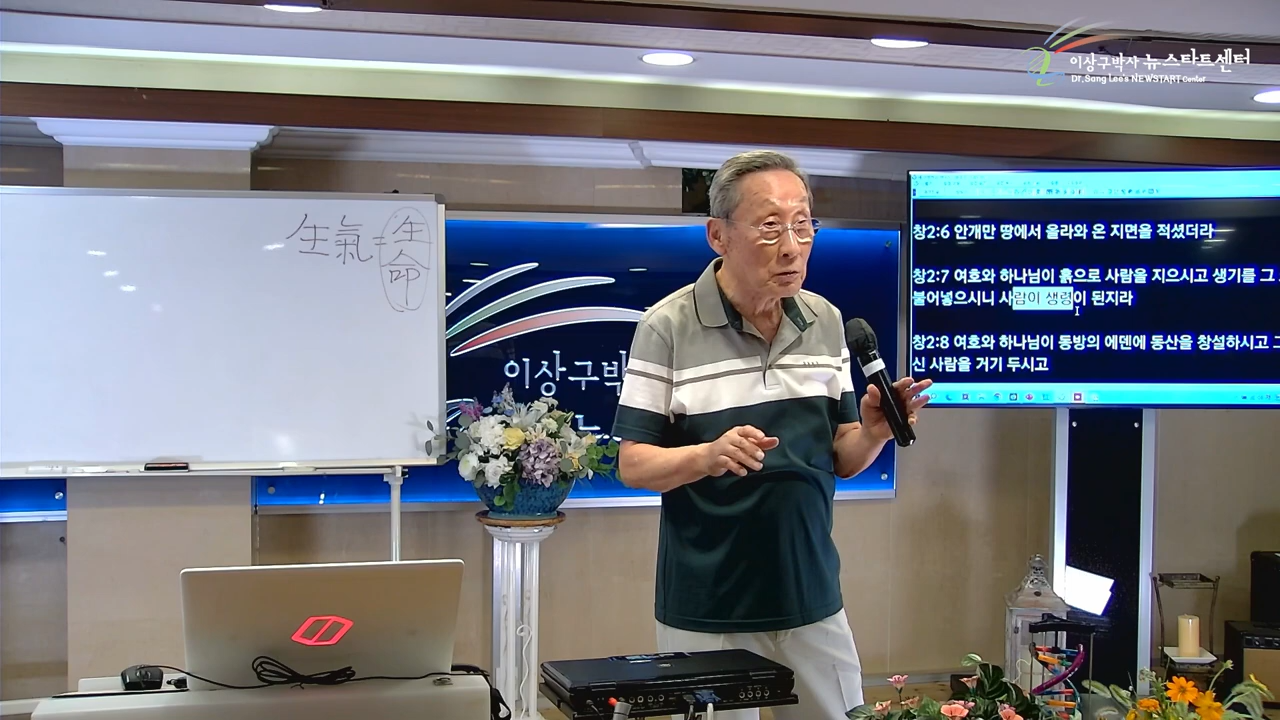 이상구박사 뉴스타트센터
Dr. Sang Lee's NEWSTART Center
生氣=生命
이상구박
창2:6 안개만 땅에서 올라와 온 지면을 적셨더라
창2:7 여호와 하나님이 흙으로 사람을 지으시고 생기를 그
불어넣으시니 사람이 생령이 된지라
창2:8 여호와 하나님이 동방의 에덴에 동산을 창설하시고 그
신 사람을 거기 두시고